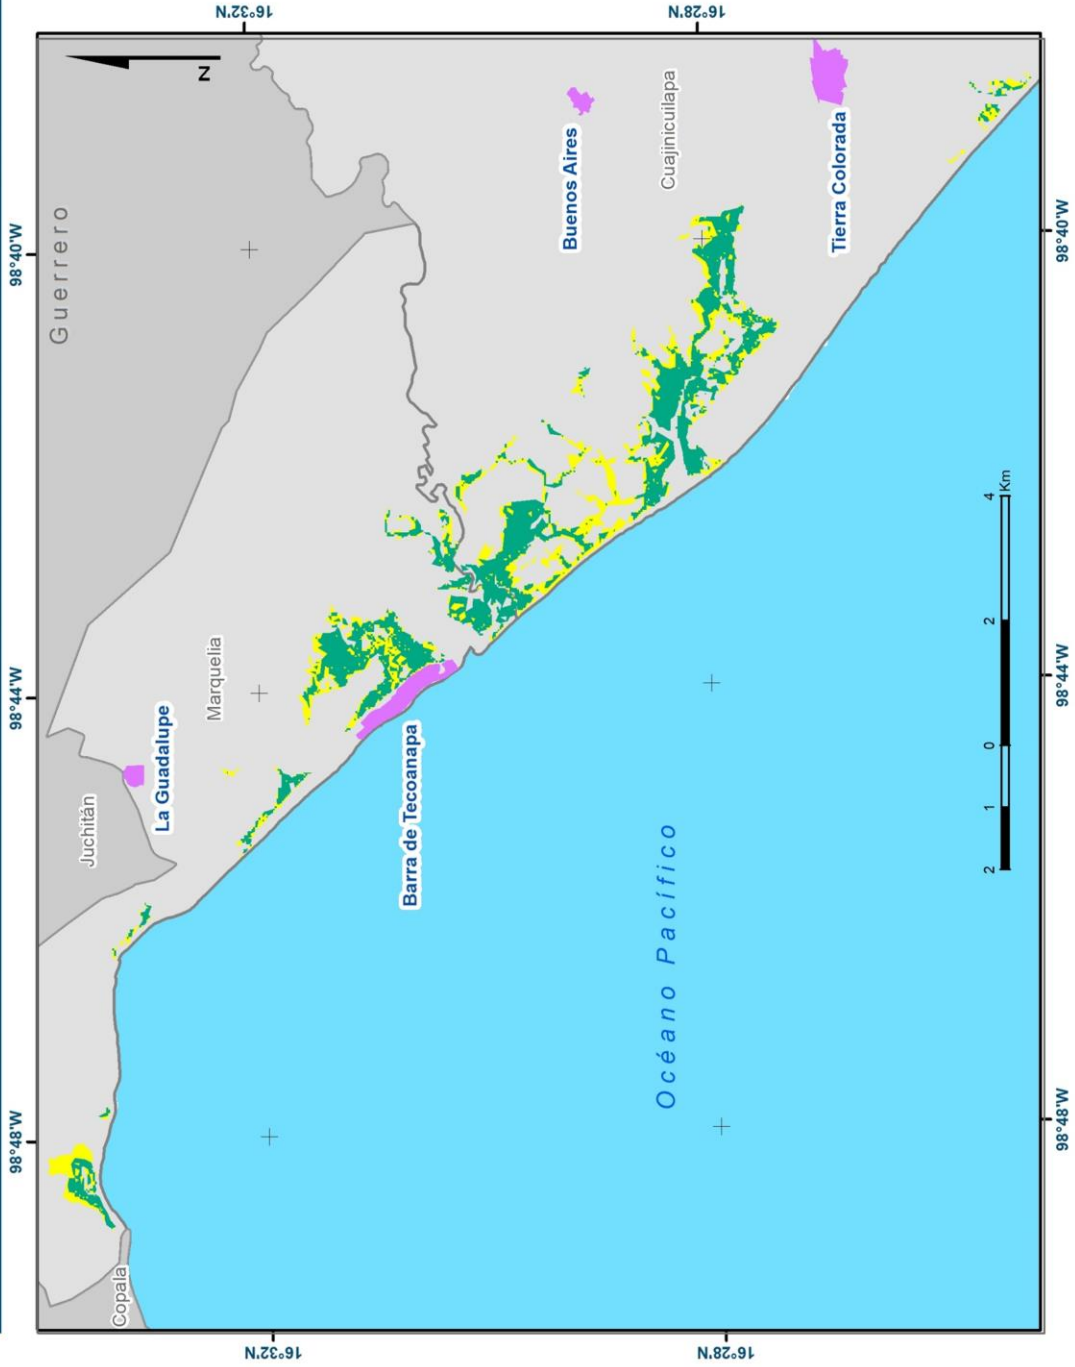 98°48'W
98°44'W
98°40'W
16°32'N
16°32'N
16°28'N
16°28'N
98°48'W
98°44'W
98°40'W
N
Guerrero
Copala
Juchitán
La Guadalupe
Marquelia
Barra de Tecoanapa
Buenos Aires
Cuajinicuilapa
Tierra Colorada
Océano Pacífico
2 1 0 2 4
Km